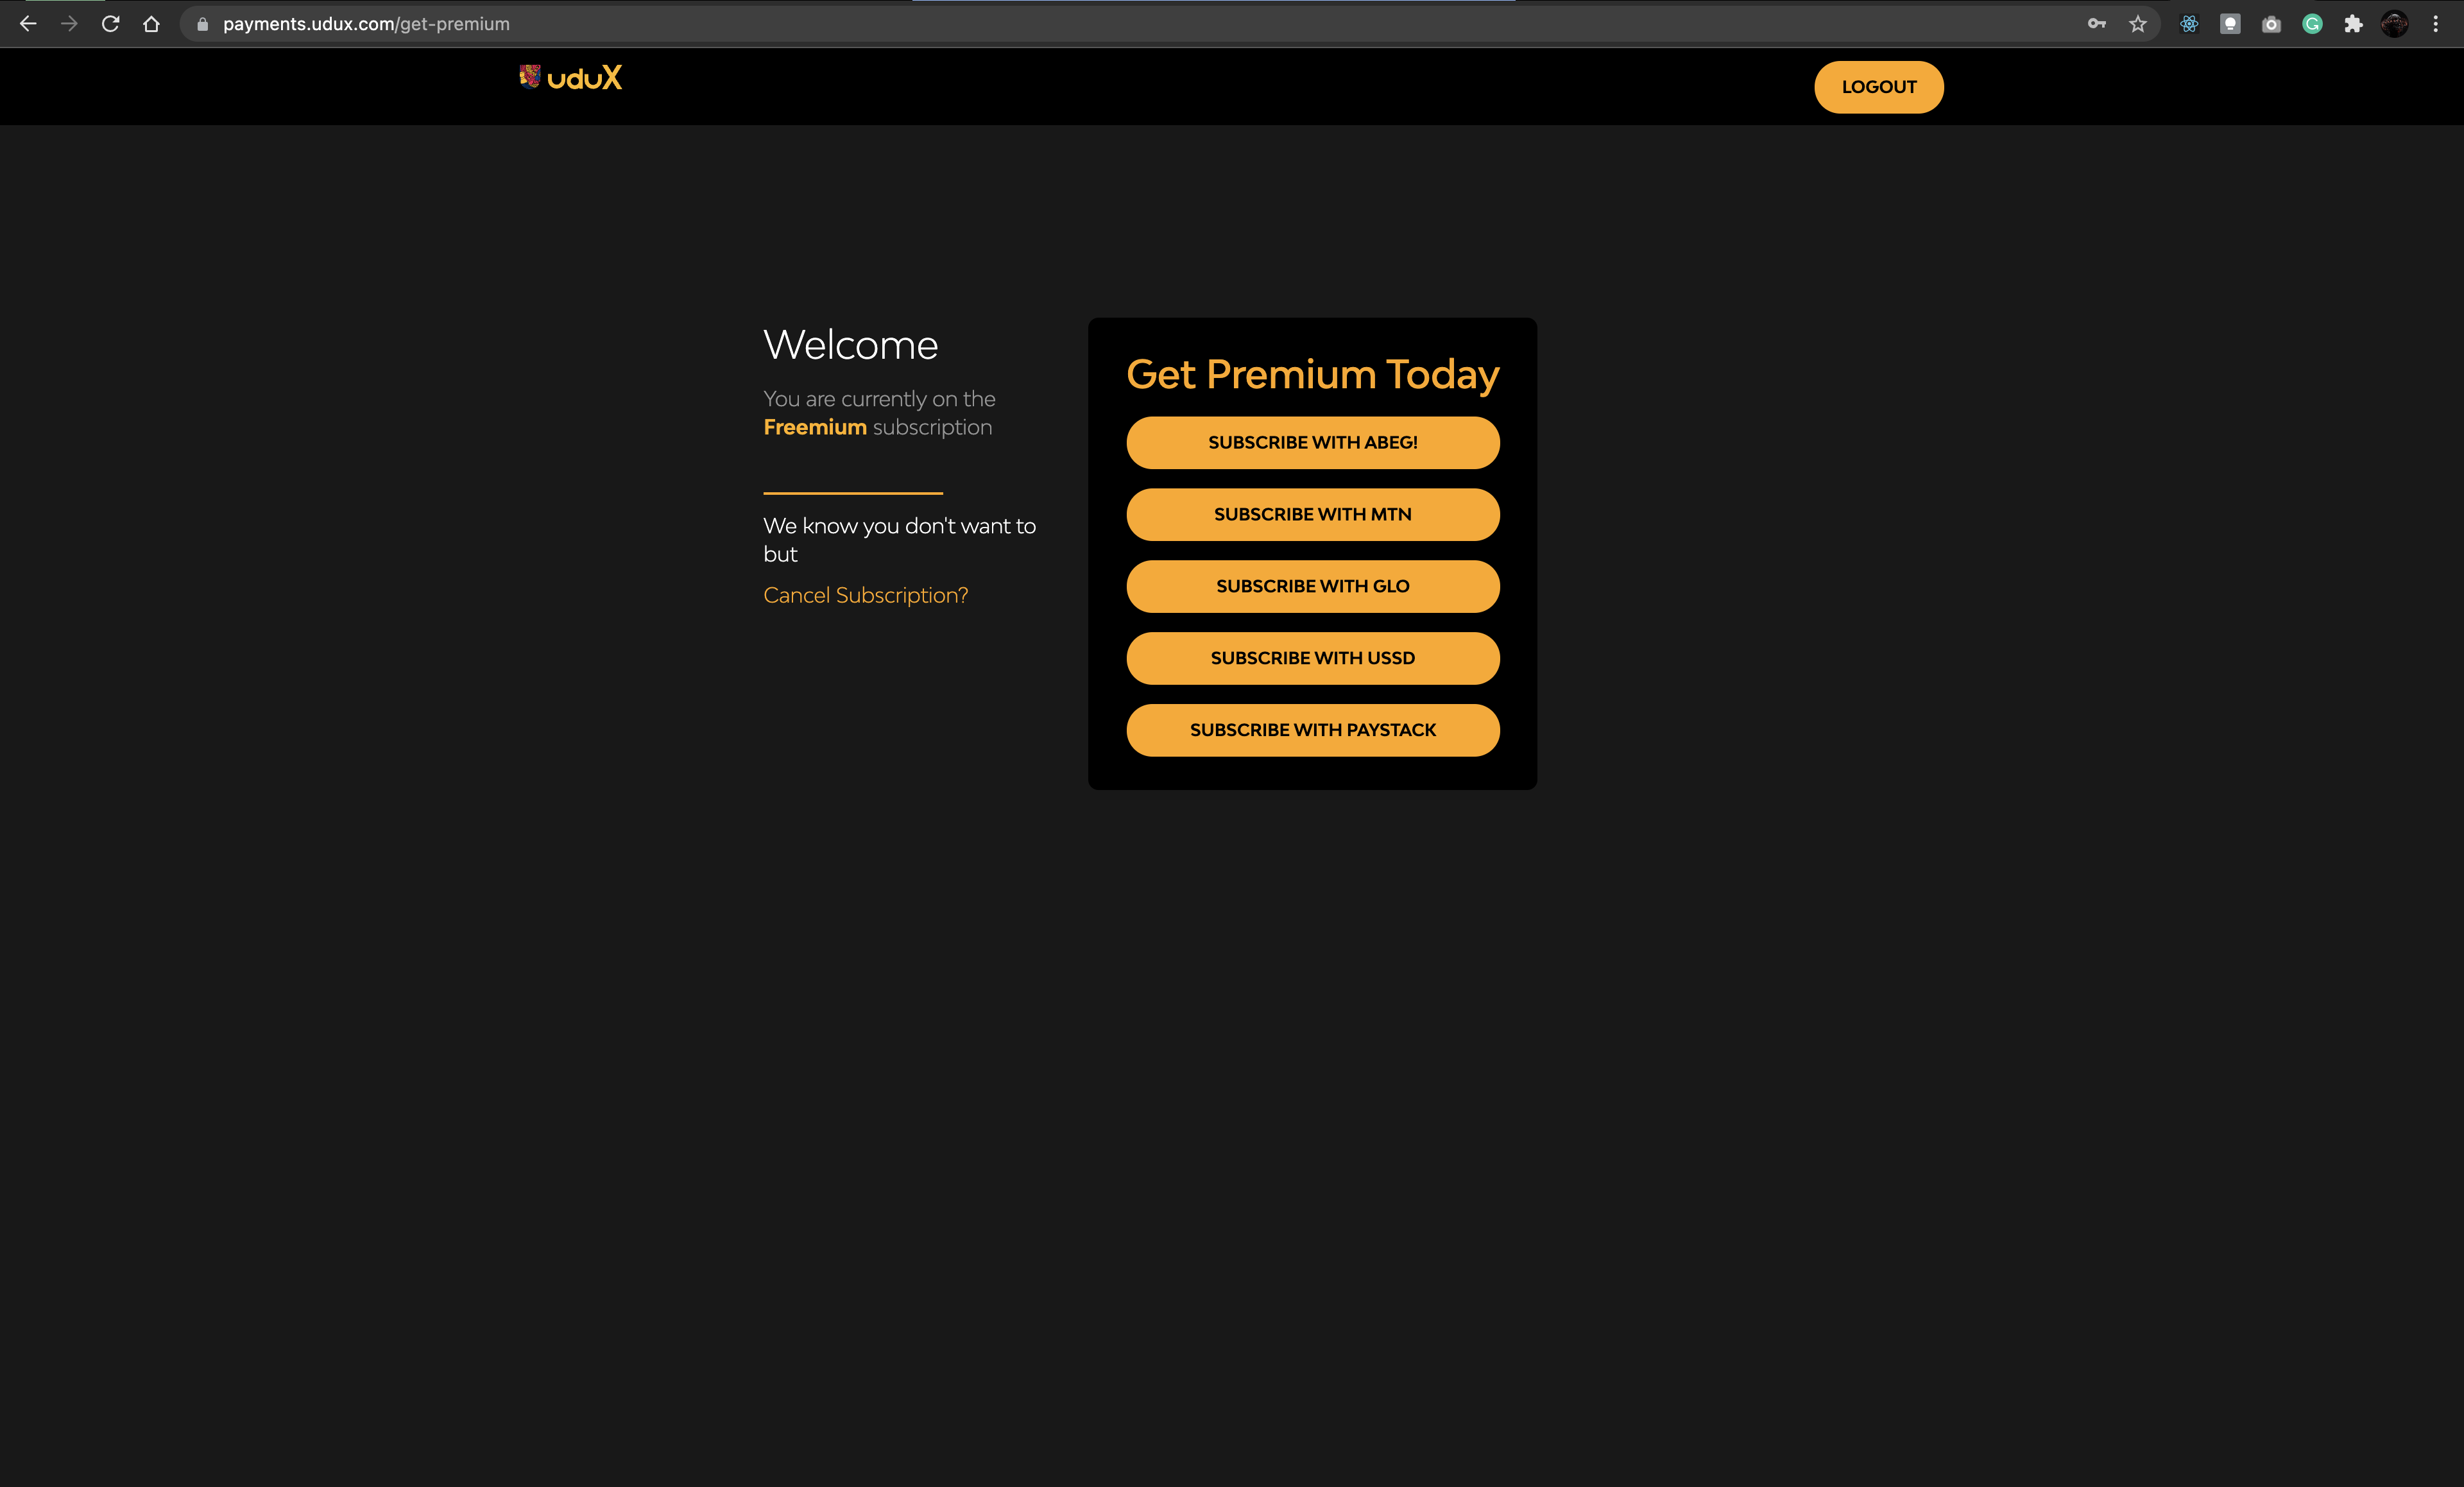 payments.udux.com/get-premium
uduX
LOGOUT
Welcome
You are currently on the
Freemium subscription
We know you don't want to
but
Cancel Subscription?
Get Premium Today
SUBSCRIBE WITH ABEG!
SUBSCRIBE WITH MTN
SUBSCRIBE WITH GLO
SUBSCRIBE WITH USSD
SUBSCRIBE WITH PAYSTACK